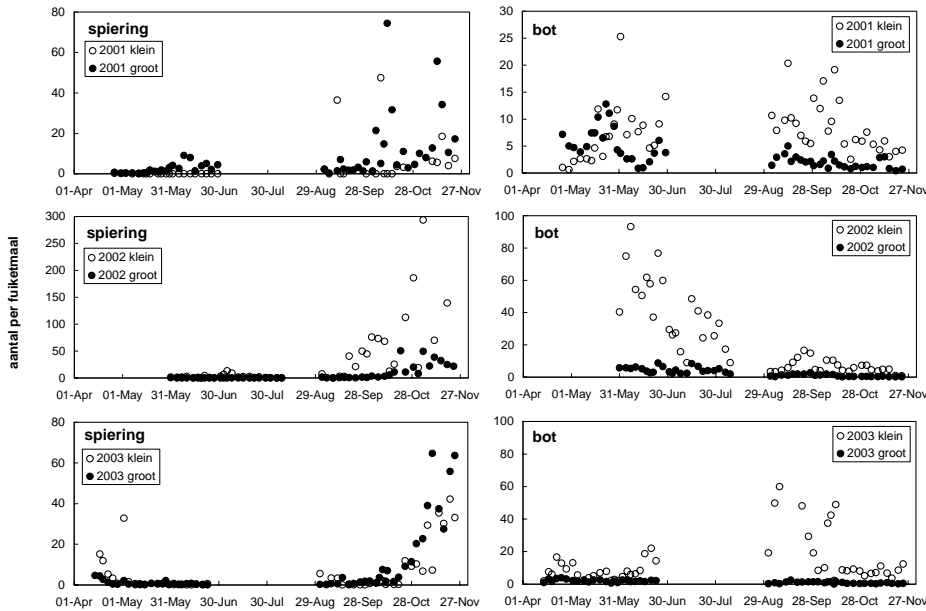 aantal per fuiketmaal
spiering
2001 klein
2001 groot
80
60
40
20
0
01-Apr 01-May 31-May 30-Jun 30-Jul 29-Aug 28-Sep 28-Oct 27-Nov
bot
2001 klein
2001 groot
30
25
20
15
10
5
0
01-Apr 01-May 31-May 30-Jun 30-Jul 29-Aug 28-Sep 28-Oct 27-Nov
spiering
2002 klein
2002 groot
300
250
200
150
100
50
0
01-Apr 01-May 31-May 30-Jun 30-Jul 29-Aug 28-Sep 28-Oct 27-Nov
bot
2002 klein
2002 groot
100
80
60
40
20
0
01-Apr 01-May 31-May 30-Jun 30-Jul 29-Aug 28-Sep 28-Oct 27-Nov
spiering
2003 klein
2003 groot
80
60
40
20
0
01-Apr 01-May 31-May 30-Jun 30-Jul 29-Aug 28-Sep 28-Oct 27-Nov
bot
2003 klein
2003 groot
100
80
60
40
20
0
01-Apr 01-May 31-May 30-Jun 30-Jul 29-Aug 28-Sep 28-Oct 27-Nov